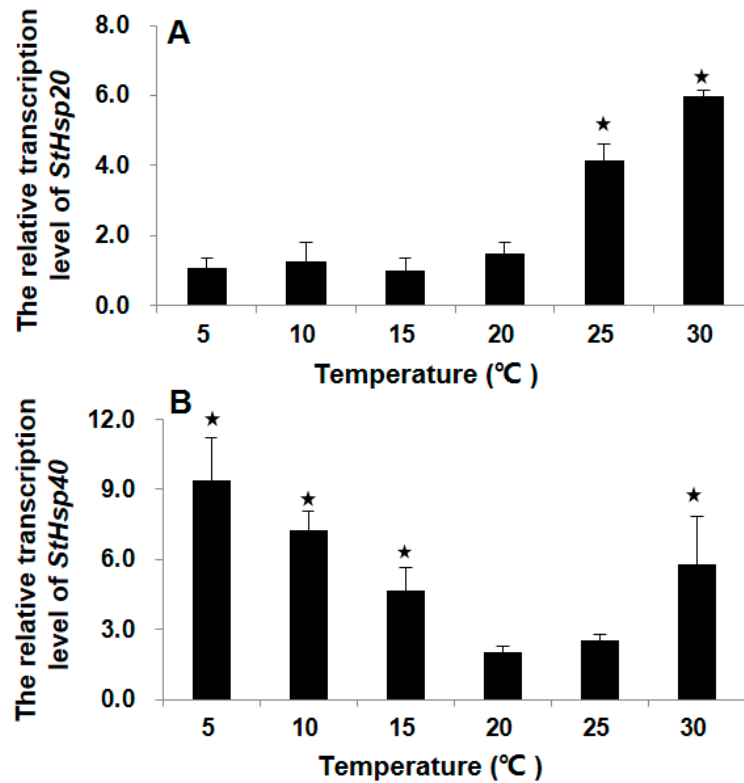 A
The relative transcription
level of StHsp20
8.0
6.0
4.0
2.0
0.0
★
★
5 10 15 20 25 30
Temperature (℃ )
B
The relative transcription
level of StHsp40
12.0
9.0
6.0
3.0
0.0
★
★
★
★
5 10 15 20 25 30
Temperature (℃ )